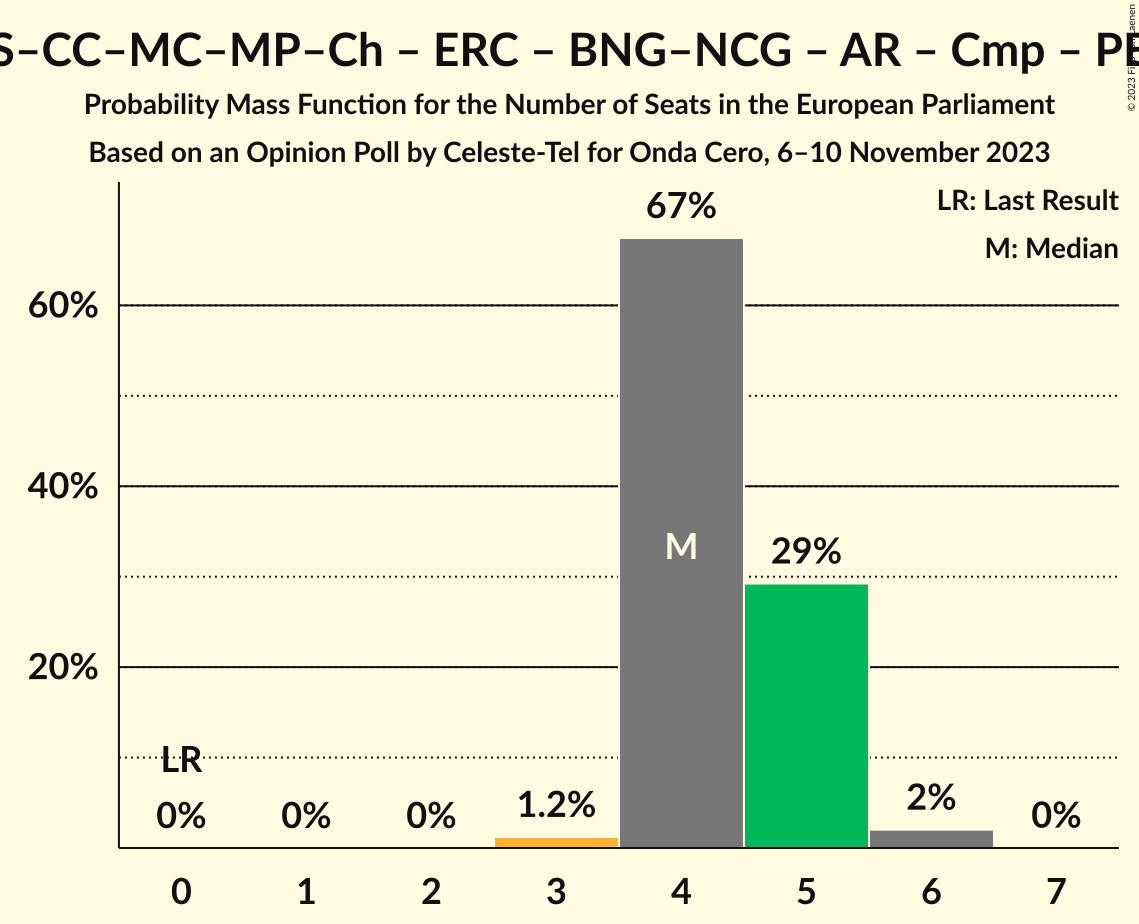 S–CC–MC–MP–Ch – ERC – BNG–NCG – AR – Cmp –
Probability Mass Function for the Number of Seats in the European Parliament
Based on an Opinion Poll by Celeste-Tel for Onda Cero, 6–10 November 2023
© 2023
LR: Last Result
M: Median
67%
60%
40%
M
29%
20%
LR
0% 0% 0% 1.2% 2% 0%
0 1 2 3 4 5 6 7